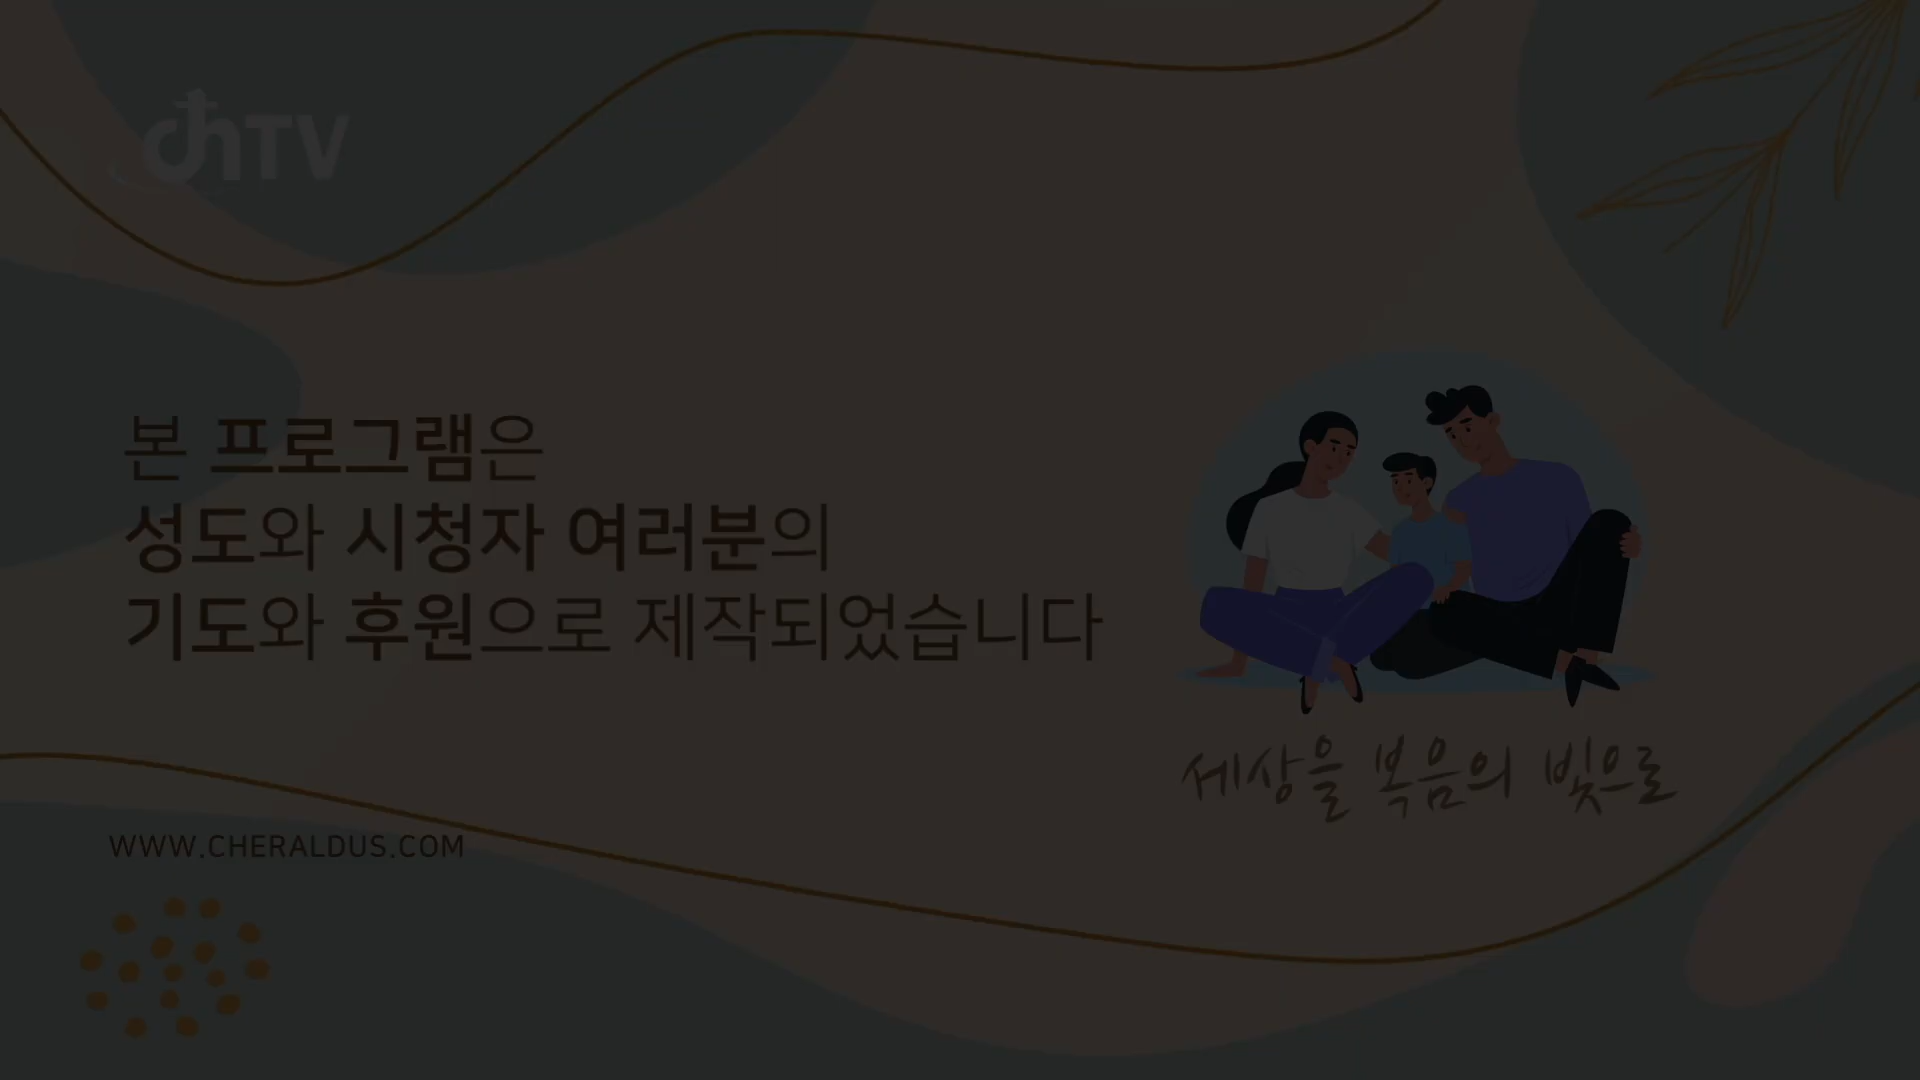 chTV
본 프로그램은
성도와 시청자 여러분의
기도와 후원으로 제작되었습니다
세상을 복음의 빛으로
WWW.CHERALDUS.COM